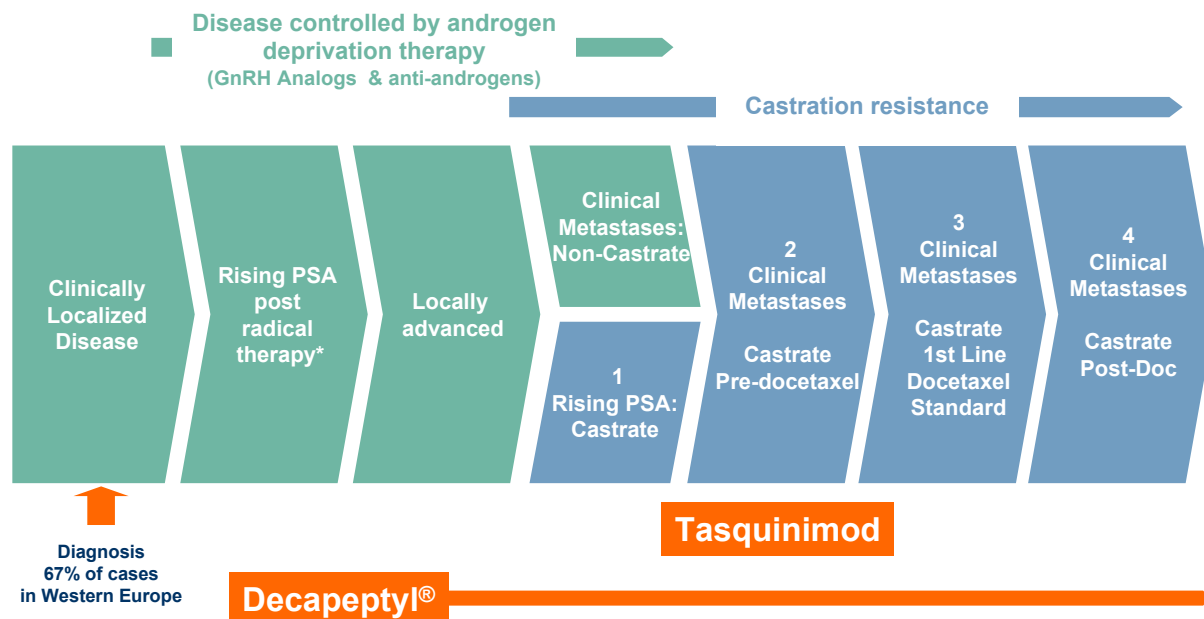 Disease controlled by androgen
deprivation therapy
(GnRH Analogs & anti-androgens)
Castration resistance
Clinically
Localized
Disease
Rising PSA
post
radical
therapy*
Locally
advanced
Clinical
Metastases:
Non-Castrate
1
Rising PSA:
Castrate
2
Clinical
Metastases
Castrate
Pre-docetaxel
3
Clinical
Metastases
Castrate
1st Line
Docetaxel
Standard
4
Clinical
Metastases
Castrate
Post-Doc
Diagnosis
67% of cases
in Western Europe
Tasquinimod
Decapeptyl®